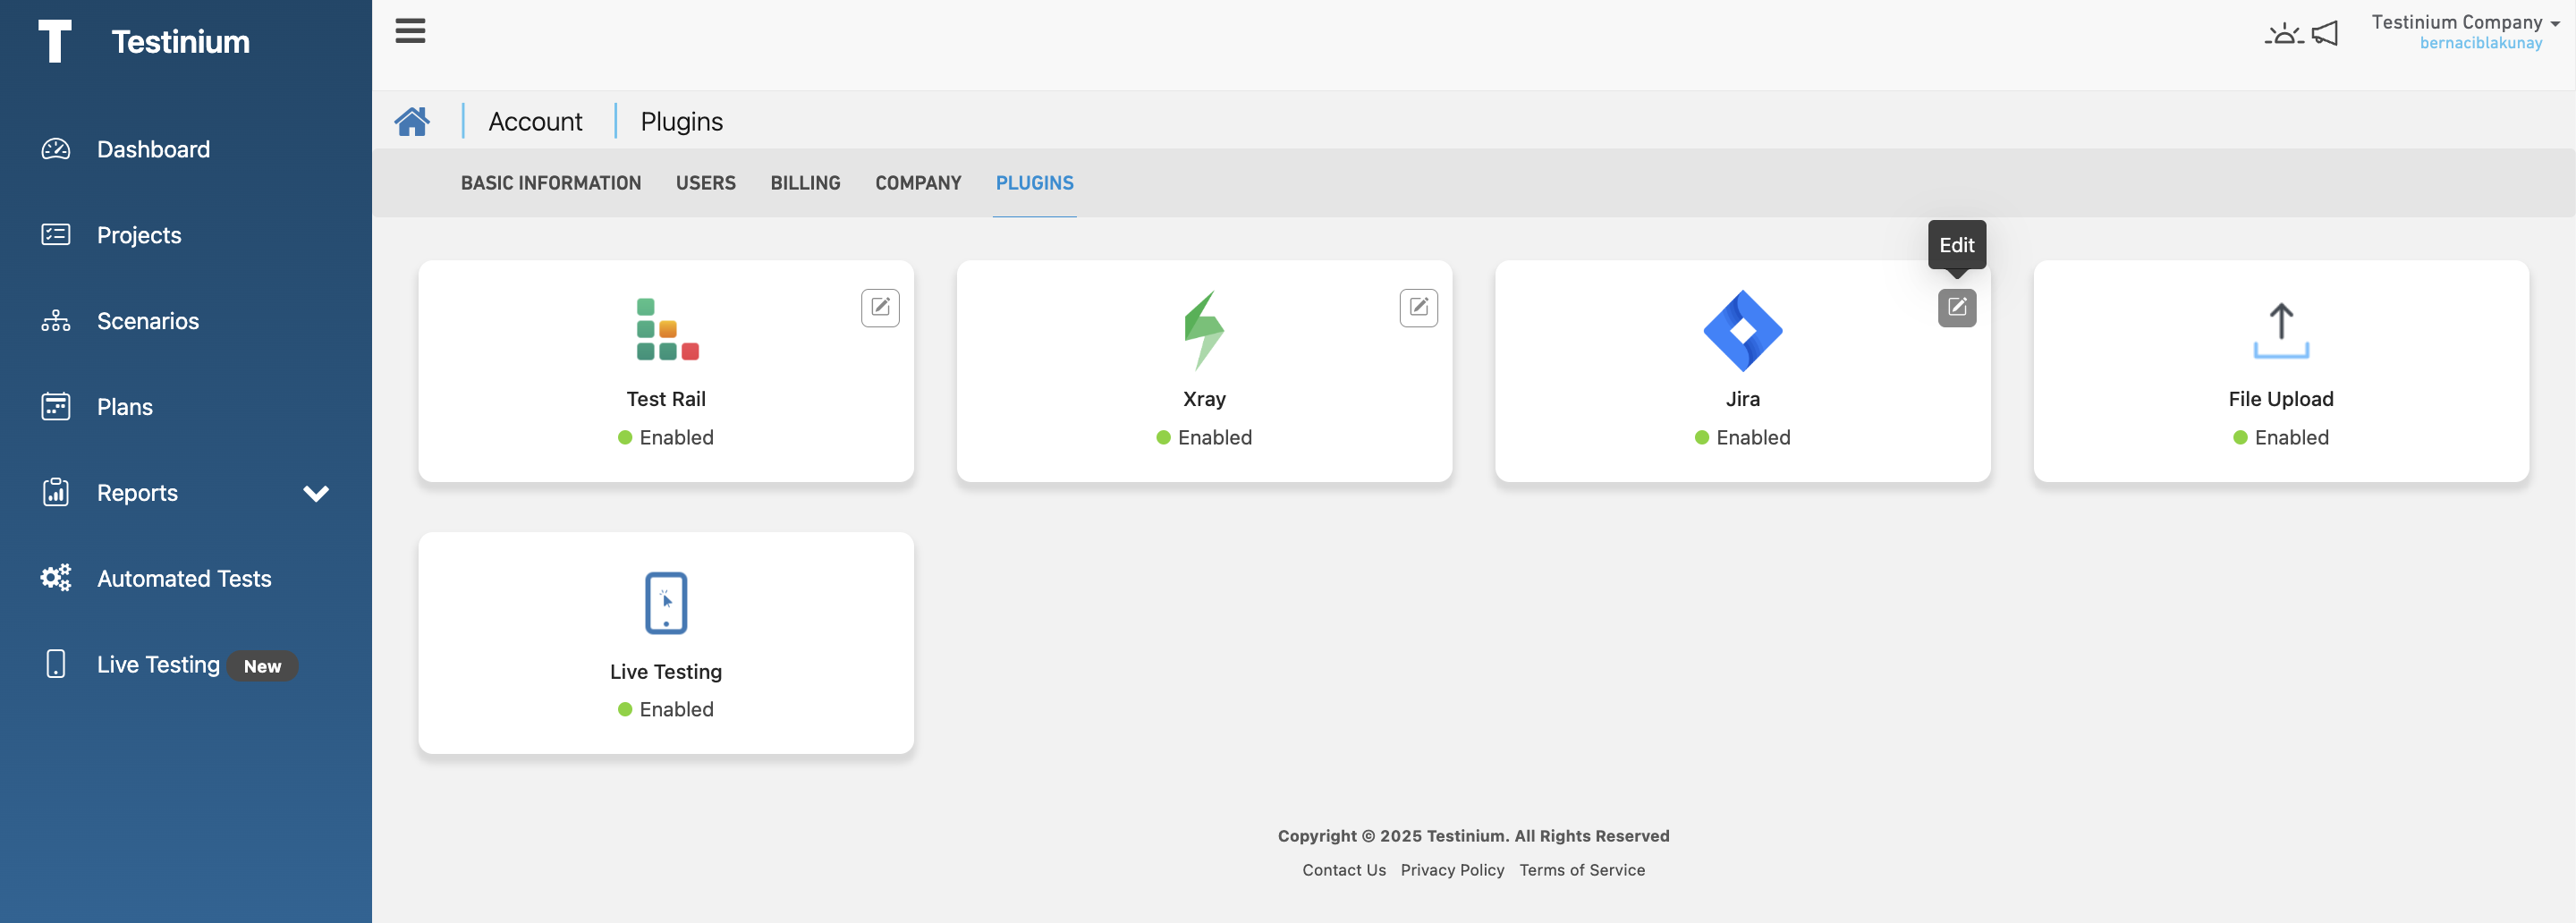 Testinium
Dashboard
Projects
Scenarios
Plans
Reports
Automated Tests
Live Testing New
Testinium Company
bernaciblakunay
Account Plugins
BASIC INFORMATION USERS BILLING COMPANY PLUGINS
Edit
Test Rail
Enabled
Xray
Enabled
Jira
Enabled
File Upload
Enabled
Live Testing
Enabled
Copyright © 2025 Testinium. All Rights Reserved
Contact Us Privacy Policy Terms of Service